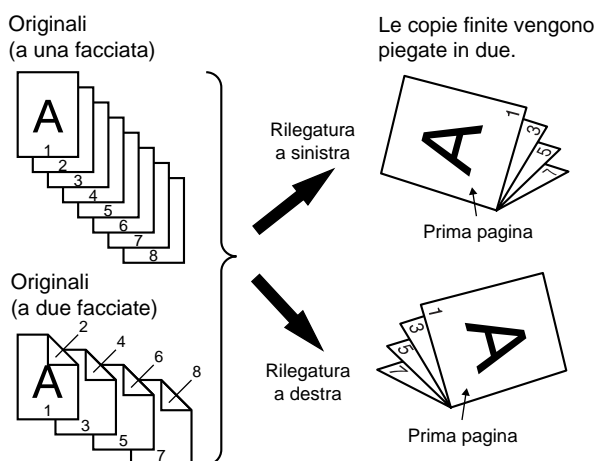 Originali
(a una facciata)
A
1
2
3
4
5
6
7
8
Originali
(a due facciate)
2
4
6
8
A
1
3
5
7
Rilegatura
a sinistra
Rilegatura
a destra
Le copie finite vengono
piegate in due.
A
1
3
5
7
Prima pagina
1
3
5
7
A
Prima pagina